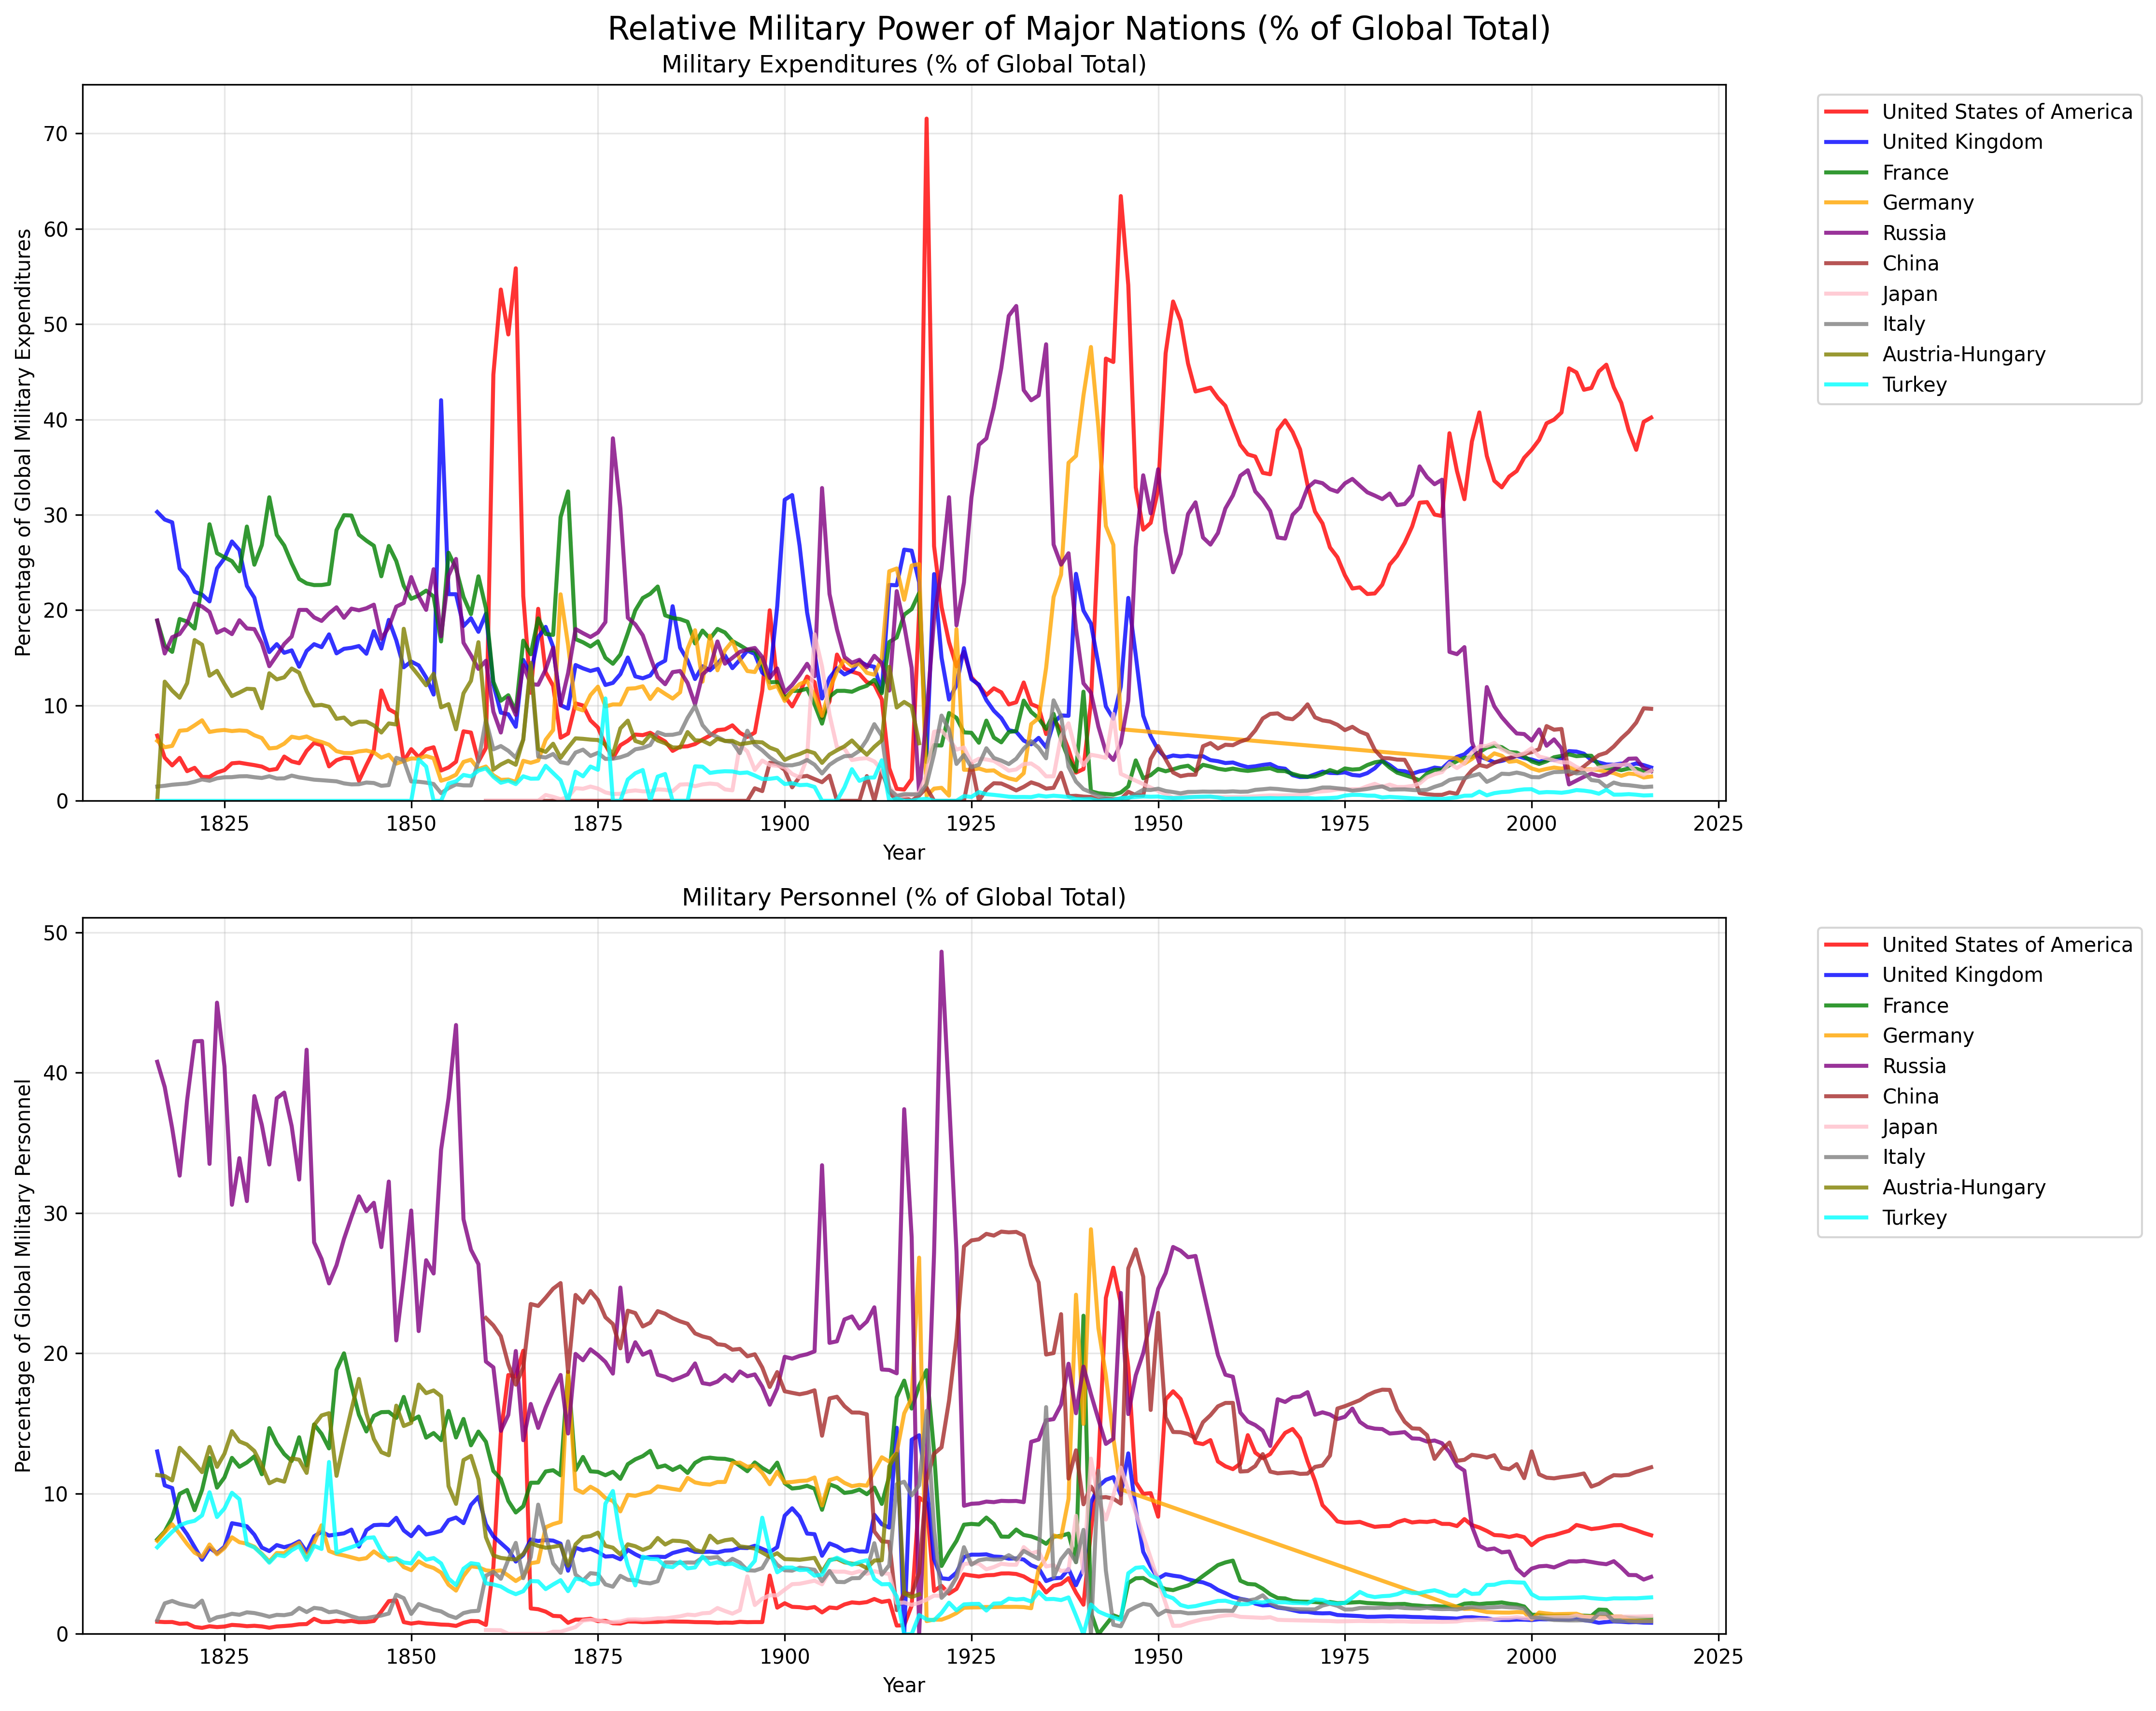 Relative Military Power of Major Nations (% of Global Total)
Military Expenditures (% of Global Total)
Percentage of Global Military Expenditures
70
60
50
40
30
20
10
0
1825 1850 1875 1900 1925 1950 1975 2000 2025
Year
United States of America
United Kingdom
France
Germany
Russia
China
Japan
Italy
Austria-Hungary
Turkey
Military Personnel (% of Global Total)
Percentage of Global Military Personnel
50
40
30
20
10
0
1825 1850 1875 1900 1925 1950 1975 2000 2025
Year
United States of America
United Kingdom
France
Germany
Russia
China
Japan
Italy
Austria-Hungary
Turkey